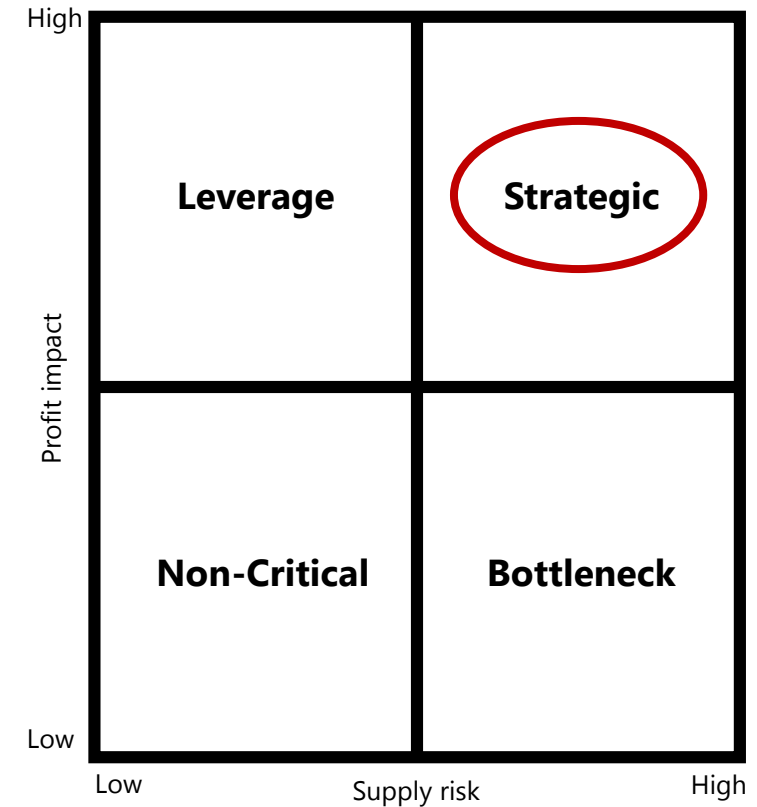 High
Leverage
Strategic
Profit impact
Non-Critical
Bottleneck
Low
Low
Supply risk
High